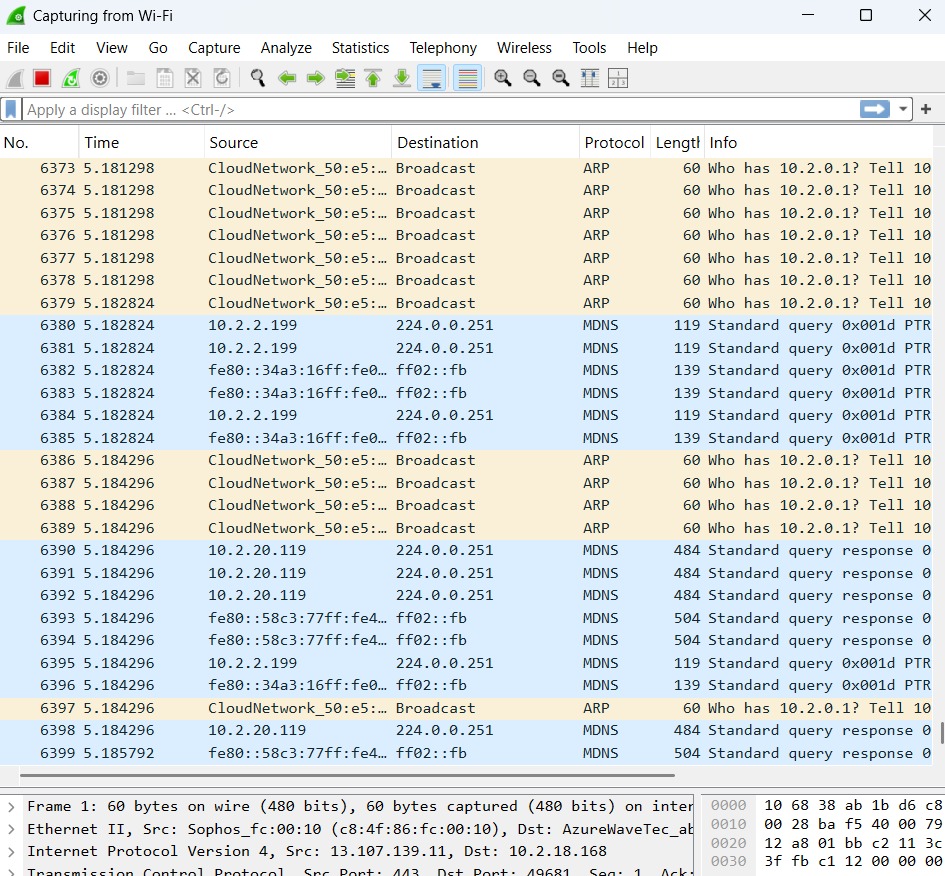 Capturing from Wi-Fi
File Edit View Go Capture Analyze Statistics Telephony Wireless Tools Help
Apply a display filter … <Ctrl-/>
No. Time Source Destination Protocol Length Info
6373 5.181298 CloudNetwork_50:e5:… Broadcast ARP 60 Who has 10.2.0.1? Tell 10
6374 5.181298 CloudNetwork_50:e5:… Broadcast ARP 60 Who has 10.2.0.1? Tell 10
6375 5.181298 CloudNetwork_50:e5:… Broadcast ARP 60 Who has 10.2.0.1? Tell 10
6376 5.181298 CloudNetwork_50:e5:… Broadcast ARP 60 Who has 10.2.0.1? Tell 10
6377 5.181298 CloudNetwork_50:e5:… Broadcast ARP 60 Who has 10.2.0.1? Tell 10
6378 5.181298 CloudNetwork_50:e5:… Broadcast ARP 60 Who has 10.2.0.1? Tell 10
6379 5.182824 CloudNetwork_50:e5:… Broadcast ARP 60 Who has 10.2.0.1? Tell 10
6380 5.182824 10.2.2.199 224.0.0.251 MDNS 119 Standard query 0x001d PTR
6381 5.182824 10.2.2.199 224.0.0.251 MDNS 119 Standard query 0x001d PTR
6382 5.182824 fe80::34a3:16ff:fe0… ff02::fb MDNS 139 Standard query 0x001d PTR
6383 5.182824 fe80::34a3:16ff:fe0… ff02::fb MDNS 139 Standard query 0x001d PTR
6384 5.182824 10.2.2.199 224.0.0.251 MDNS 119 Standard query 0x001d PTR
6385 5.182824 fe80::34a3:16ff:fe0… ff02::fb MDNS 139 Standard query 0x001d PTR
6386 5.184296 CloudNetwork_50:e5:… Broadcast ARP 60 Who has 10.2.0.1? Tell 10
6387 5.184296 CloudNetwork_50:e5:… Broadcast ARP 60 Who has 10.2.0.1? Tell 10
6388 5.184296 CloudNetwork_50:e5:… Broadcast ARP 60 Who has 10.2.0.1? Tell 10
6389 5.184296 CloudNetwork_50:e5:… Broadcast ARP 60 Who has 10.2.0.1? Tell 10
6390 5.184296 10.2.20.119 224.0.0.251 MDNS 484 Standard query response 0
6391 5.184296 10.2.20.119 224.0.0.251 MDNS 484 Standard query response 0
6392 5.184296 10.2.20.119 224.0.0.251 MDNS 484 Standard query response 0
6393 5.184296 fe80::58c3:77ff:fe4… ff02::fb MDNS 504 Standard query response 0
6394 5.184296 fe80::58c3:77ff:fe4… ff02::fb MDNS 504 Standard query response 0
6395 5.184296 10.2.2.199 224.0.0.251 MDNS 119 Standard query 0x001d PTR
6396 5.184296 fe80::34a3:16ff:fe0… ff02::fb MDNS 139 Standard query 0x001d PTR
6397 5.184296 CloudNetwork_50:e5:… Broadcast ARP 60 Who has 10.2.0.1? Tell 10
6398 5.184296 10.2.20.119 224.0.0.251 MDNS 484 Standard query response 0
6399 5.185792 fe80::58c3:77ff:fe4… ff02::fb MDNS 504 Standard query response 0
Frame 1: 60 bytes on wire (480 bits), 60 bytes captured (480 bits) on inter
Ethernet II, Src: Sophos_fc:00:10 (c8:4f:86:fc:00:10), Dst: AzureWaveTec_ab
Internet Protocol Version 4, Src: 13.107.139.11, Dst: 10.2.18.168
Transmission Control Protocol, Src Port: 443, Dst Port: 49681, Seq: 1, Ack:
0000 10 68 38 ab 1b d6 c8
0010 00 28 ba f5 40 00 79
0020 12 a8 01 bb c2 11 3c
0030 3f fb c1 12 00 00 00